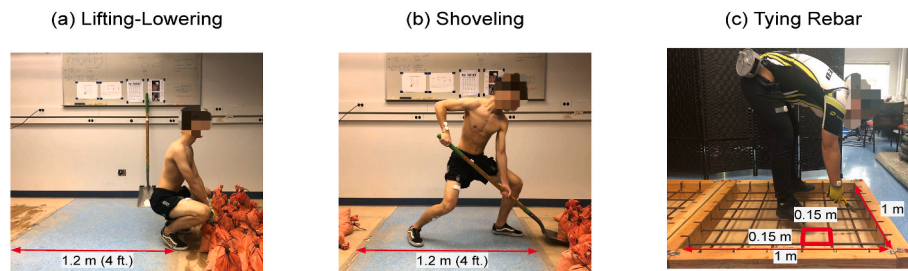 (a) Lifting-Lowering
(b) Shoveling
(c) Tying Rebar
1.2 m (4 ft.)
1.2 m (4 ft.)
0.15 m
0.15 m
1 m
1 m